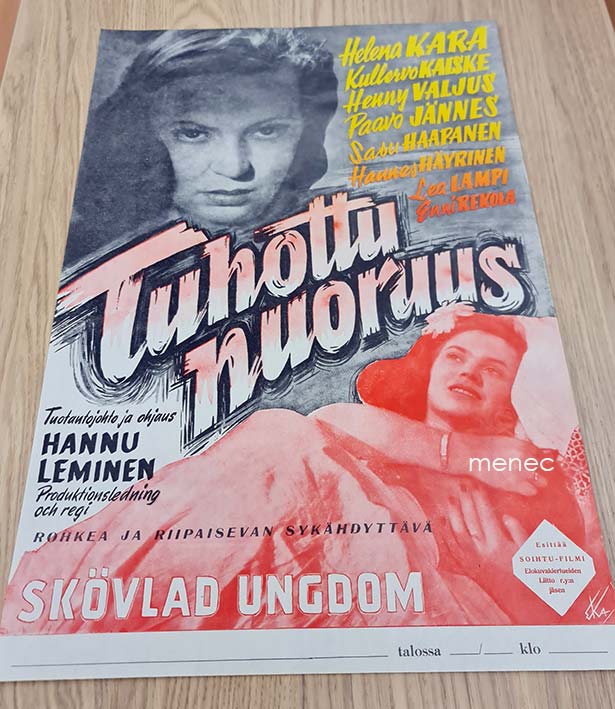 Helena KARA
Kullervo KALSKE
Henny VALJUS
Paavo JÄNNES
Sasu HAAPANEN
Hannes HÄYRINEN
Lea LAMPI
Enni REKOLA
Tuhottu
nuoruus
Tuotantojohto ja ohjaus
HANNU
LEMINEN
Produktionsledning
och regi
menec
ROHKEA JA RIIPAISEVAN SYKÄHDYTTÄVÄ
SKÖVLAD UNGDOM
Esittää
SOIHTU-FILMI
Elokuvakiertueiden
Liitto r.y:n
jäsen
talossa / klo